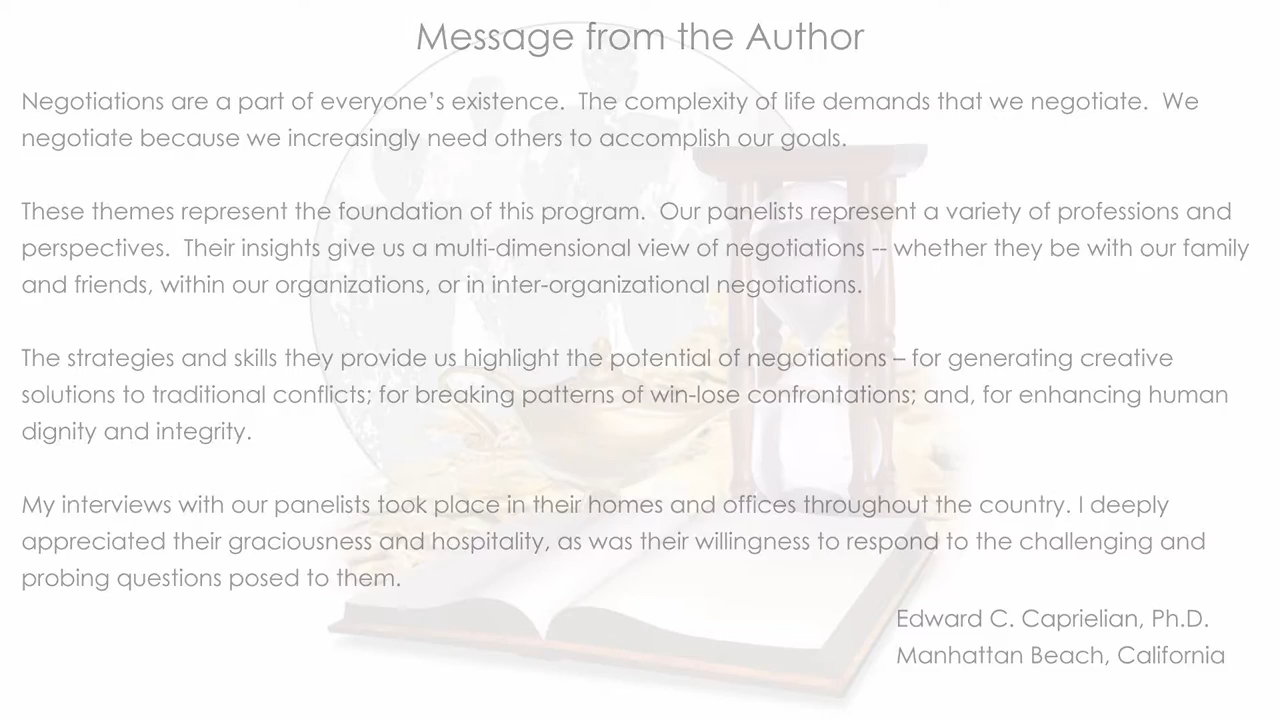 Message from the Author
Negotiations are a part of everyone’s existence.  The complexity of life demands that we negotiate.  We
negotiate because we increasingly need others to accomplish our goals.
These themes represent the foundation of this program.  Our panelists represent a variety of professions and
perspectives.  Their insights give us a multi-dimensional view of negotiations -- whether they be with our family
and friends, within our organizations, or in inter-organizational negotiations.
The strategies and skills they provide us highlight the potential of negotiations – for generating creative
solutions to traditional conflicts; for breaking patterns of win-lose confrontations; and, for enhancing human
dignity and integrity.
My interviews with our panelists took place in their homes and offices throughout the country. I deeply
appreciated their graciousness and hospitality, as was their willingness to respond to the challenging and
probing questions posed to them.
Edward C. Caprielian, Ph.D.
Manhattan Beach, California